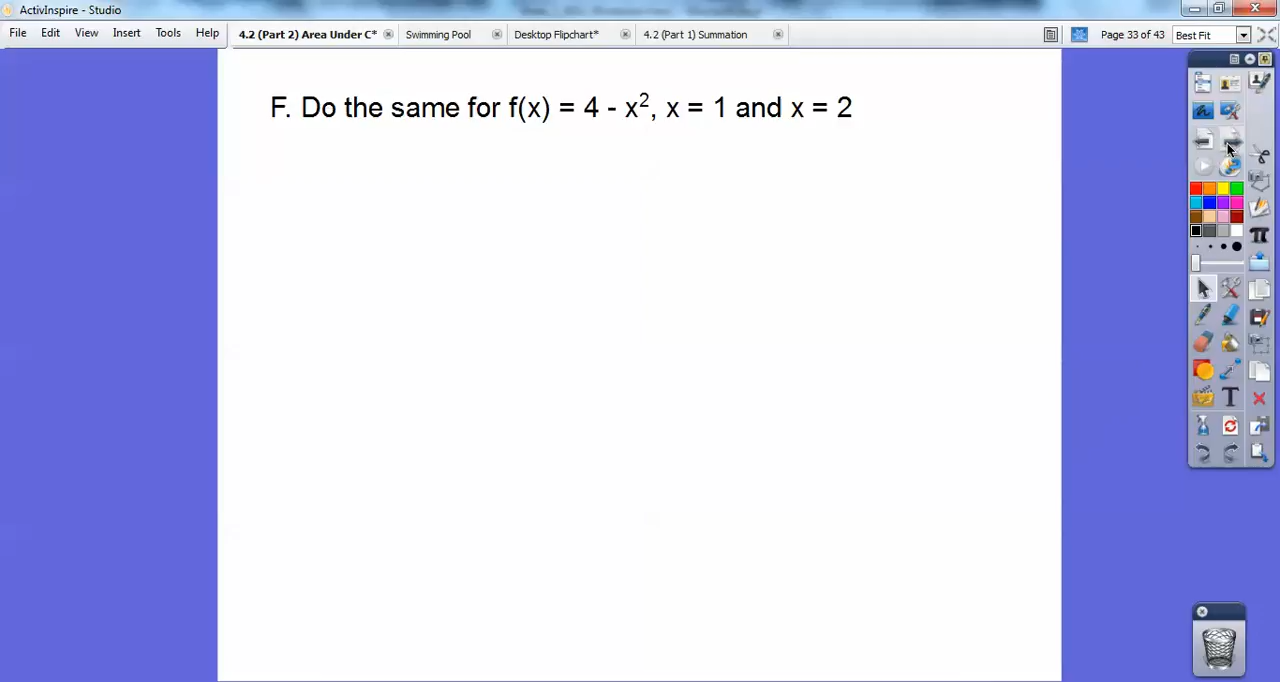 ActivInspire - Studio
File Edit View Insert Tools Help
4.2 (Part 2) Area Under C* Swimming Pool Desktop Flipchart* 4.2 (Part 1) Summation
Page 33 of 43 Best Fit
F. Do the same for f(x) = 4 - x², x = 1 and x = 2
T